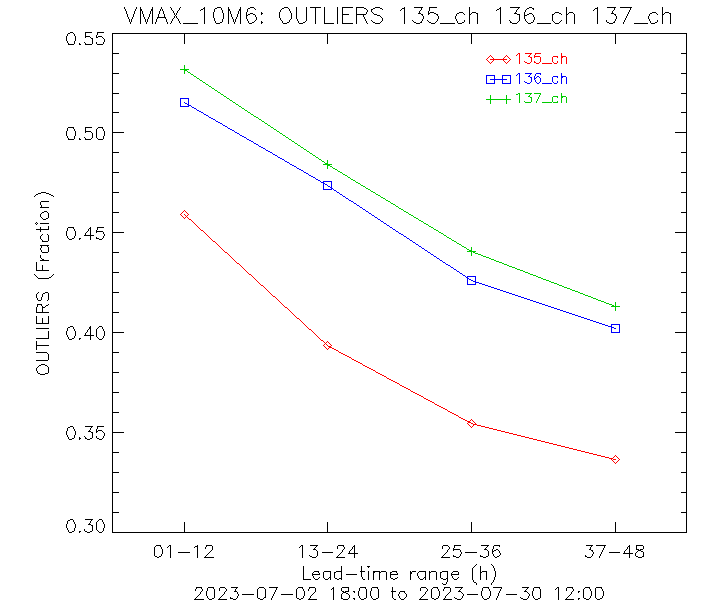 VMAX_10M6: OUTLIERS 135_ch 136_ch 137_ch
135_ch
136_ch
137_ch
0.55
0.50
0.45
0.40
0.35
0.30
OUTLIERS (Fraction)
01-12 13-24 25-36 37-48
Lead-time range (h)
2023-07-02 18:00 to 2023-07-30 12:00